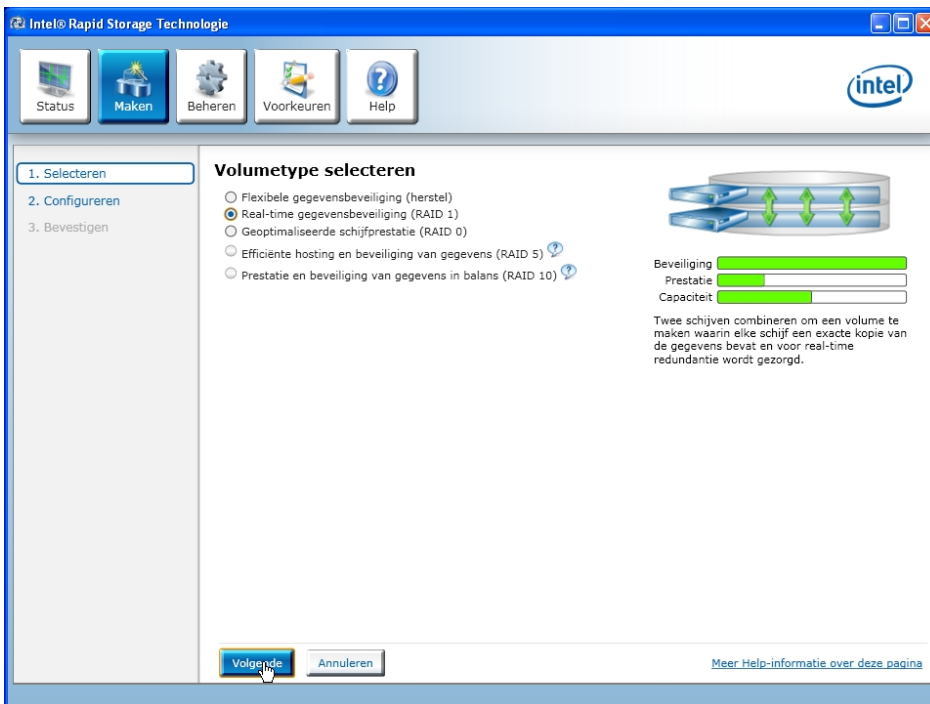 Intel® Rapid Storage Technologie
Status
Maken
Beheren
Voorkeuren
Help
intel
1. Selecteren
2. Configureren
3. Bevestigen
Volumetype selecteren
Flexibele gegevensbeveiliging (herstel)
Real-time gegevensbeveiliging (RAID 1)
Geoptimaliseerde schijfprestatie (RAID 0)
Efficiënte hosting en beveiliging van gegevens (RAID 5)
Prestatie en beveiliging van gegevens in balans (RAID 10)
Beveiliging
Prestatie
Capaciteit
Twee schijven combineren om een volume te
maken waarin elke schijf een exacte kopie van
de gegevens bevat en voor real-time
redundantie wordt gezorgd.
Volgende
Annuleren
Meer Help-informatie over deze pagina